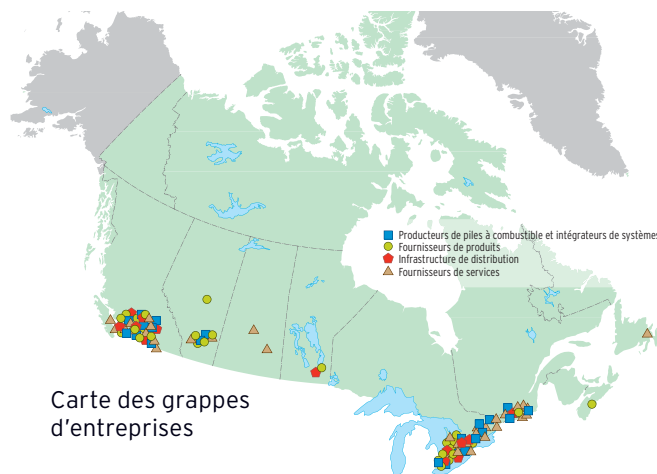 Producteurs de piles à combustible et intégrateurs de systèmes
Fournisseurs de produits
Infrastructure de distribution
Fournisseurs de services
Carte des grappes
d'entreprises